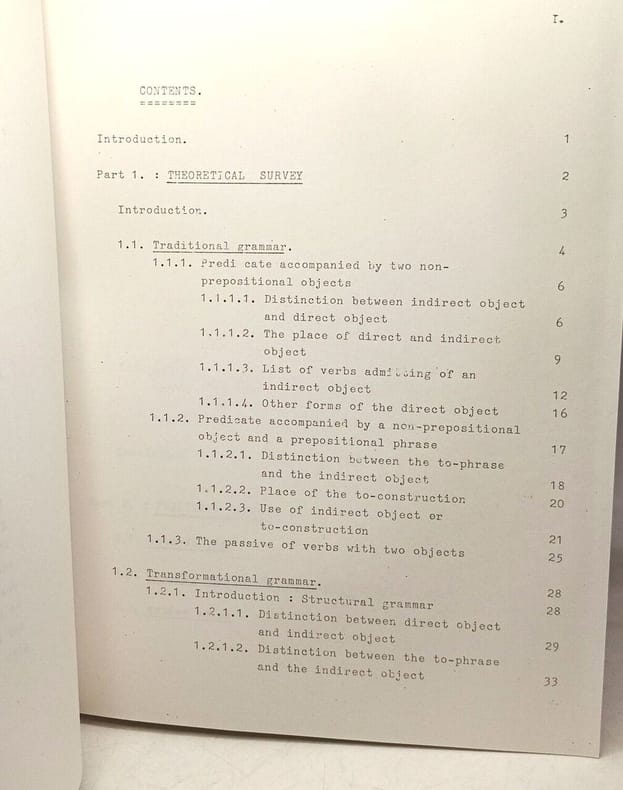 I.
CONTENTS.
========
Introduction. 1
Part 1. : THEORETICAL SURVEY 2
Introduction. 3
1.1. Traditional grammar. 4
1.1.1. Predi cate accompanied by two non-
prepositional objects 6
1.1.1.1. Distinction between indirect object
and direct object 6
1.1.1.2. The place of direct and indirect
object 9
1.1.1.3. List of verbs admitting of an
indirect object 12
1.1.1.4. Other forms of the direct object 16
1.1.2. Predicate accompanied by a non-prepositional
object and a prepositional phrase 17
1.1.2.1. Distinction between the to-phrase
and the indirect object 18
1.1.2.2. Place of the to-construction 20
1.1.2.3. Use of indirect object or
to-construction 21
1.1.3. The passive of verbs with two objects 25
1.2. Transformational grammar. 28
1.2.1. Introduction : Structural grammar 28
1.2.1.1. Distinction between direct object
and indirect object 29
1.2.1.2. Distinction between the to-phrase
and the indirect object 33